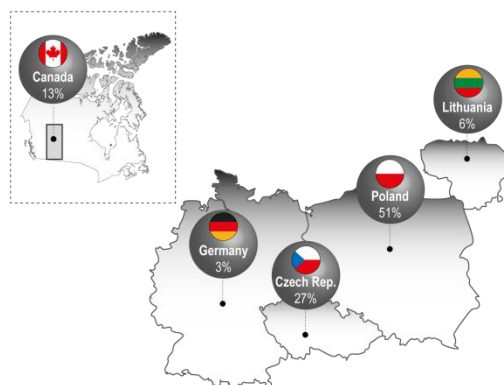 Canada
13%
Lithuania
6%
Poland
51%
Germany
3%
Czech Rep.
27%